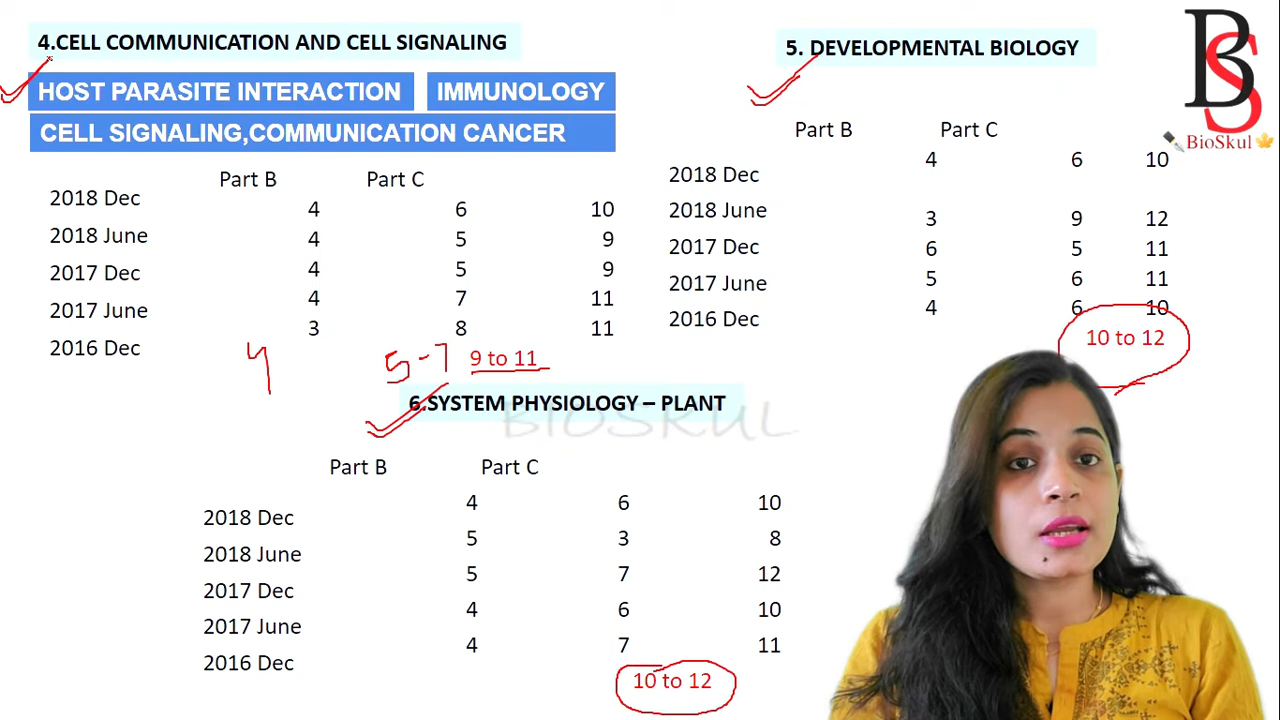 4.CELL COMMUNICATION AND CELL SIGNALING
HOST PARASITE INTERACTION IMMUNOLOGY
CELL SIGNALING,COMMUNICATION CANCER
Part B Part C
2018 Dec 4 6 10
2018 June 4 5 9
2017 Dec 4 5 9
2017 June 4 7 11
2016 Dec 3 8 11
4 5-7 9 to 11
5. DEVELOPMENTAL BIOLOGY
Part B Part C
2018 Dec 4 6 10
2018 June 3 9 12
2017 Dec 6 5 11
2017 June 5 6 11
2016 Dec 4 6 10
10 to 12
BS
BioSkul
6.SYSTEM PHYSIOLOGY – PLANT
BIOSKUL
Part B Part C
2018 Dec 4 6 10
2018 June 5 3 8
2017 Dec 5 7 12
2017 June 4 6 10
2016 Dec 4 7 11
10 to 12